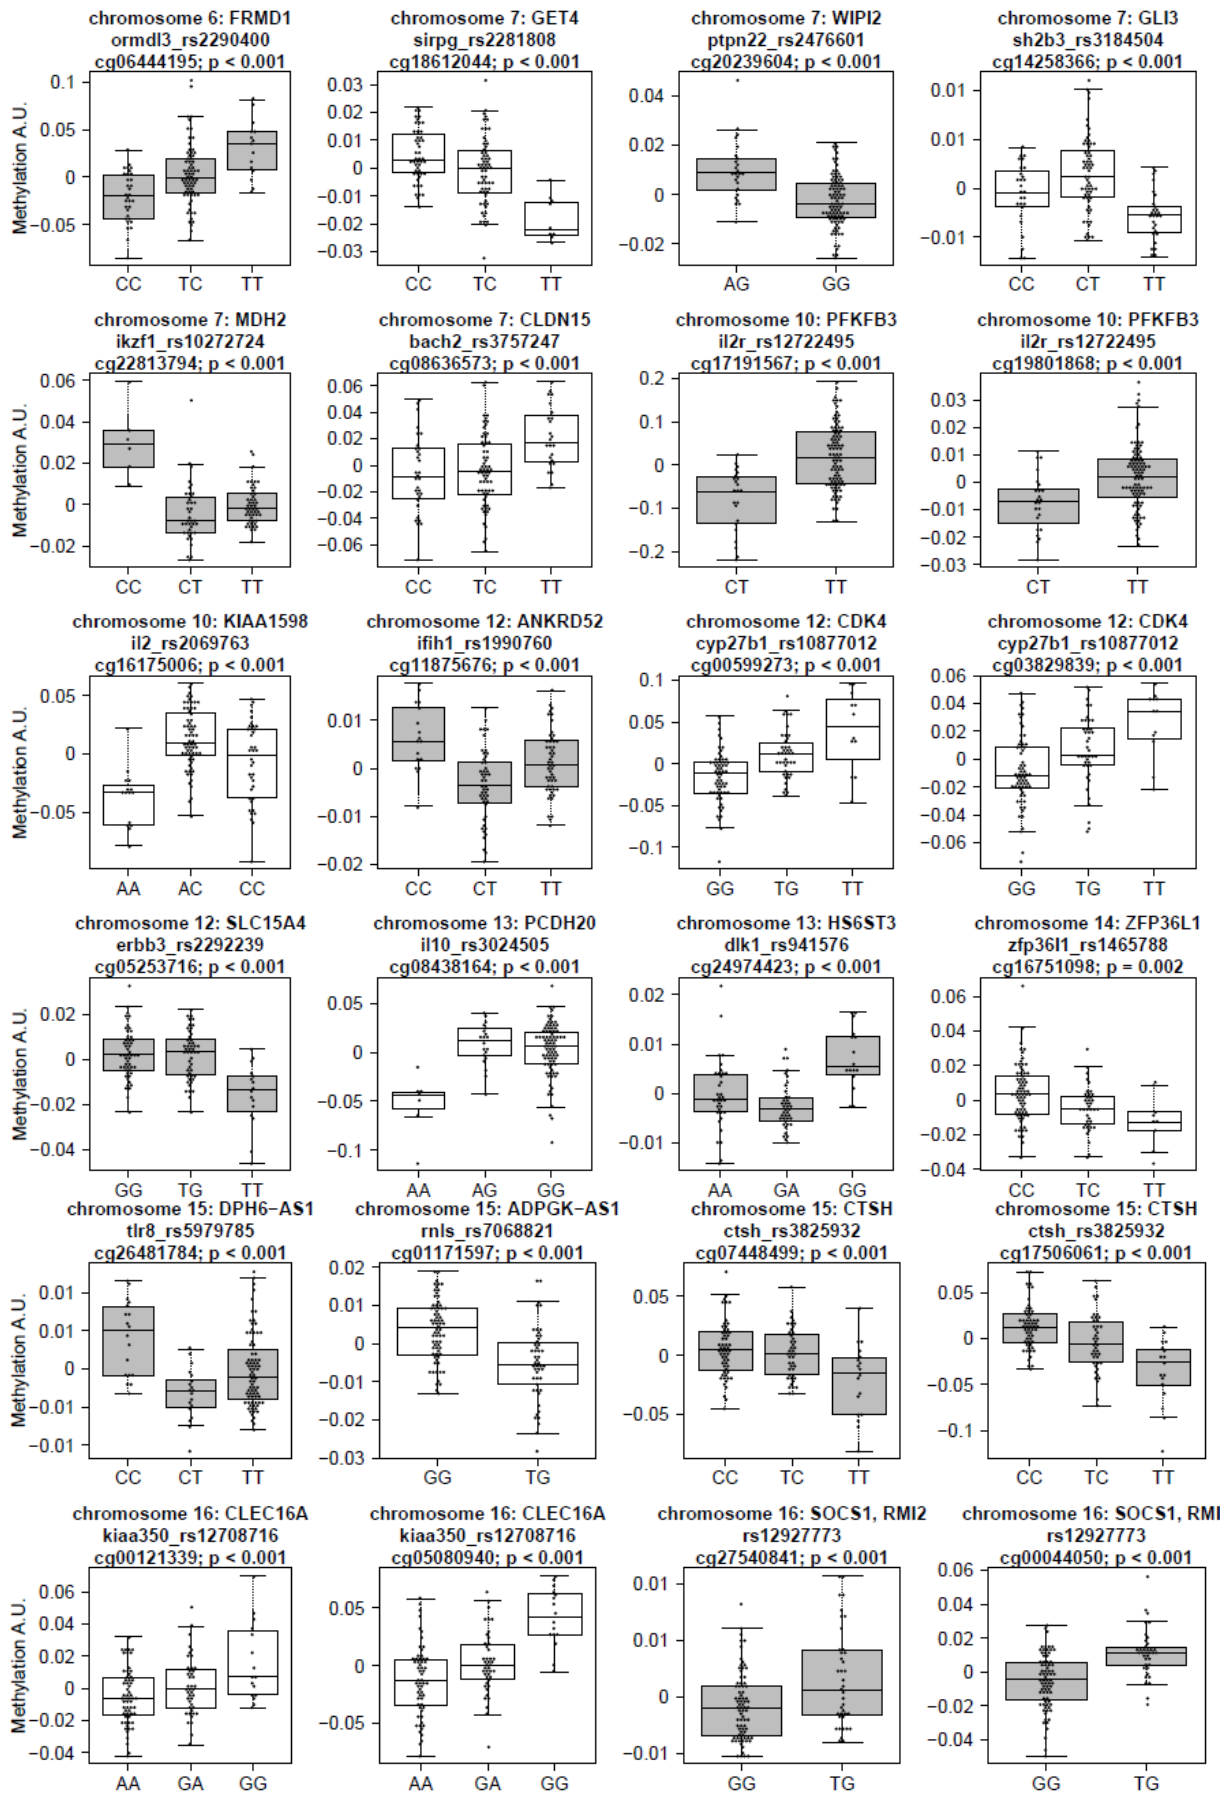 chromosome 6: FRMD1
ormdl3_rs2290400
cg06444195; p < 0.001
Methylation A.U.
0.1
0.05
0
−0.05
CC TC TT
chromosome 7: GET4
sirpg_rs2281808
cg18612044; p < 0.001
0.03
0.02
0.01
0
−0.01
−0.02
−0.03
CC TC TT
chromosome 7: WIPI2
ptpn22_rs2476601
cg20239604; p < 0.001
0.04
0.02
0
−0.02
AG GG
chromosome 7: GLI3
sh2b3_rs3184504
cg14258366; p < 0.001
0.01
0.01
0
−0.01
CC CT TT
chromosome 7: MDH2
ikzf1_rs10272724
cg22813794; p < 0.001
Methylation A.U.
0.06
0.04
0.02
0
−0.02
CC CT TT
chromosome 7: CLDN15
bach2_rs3757247
cg08636573; p < 0.001
0.06
0.04
0.02
0
−0.02
−0.04
−0.06
CC TC TT
chromosome 10: PFKFB3
il2r_rs12722495
cg17191567; p < 0.001
0.2
0.1
0
−0.1
−0.2
CT TT
chromosome 10: PFKFB3
il2r_rs12722495
cg19801868; p < 0.001
0.03
0.02
0.01
0
−0.01
−0.02
−0.03
CT TT
chromosome 10: KIAA1598
il2_rs2069763
cg16175006; p < 0.001
Methylation A.U.
0.05
0
−0.05
AA AC CC
chromosome 12: ANKRD52
ifih1_rs1990760
cg11875676; p < 0.001
0.01
0
−0.01
−0.02
CC CT TT
chromosome 12: CDK4
cyp27b1_rs10877012
cg00599273; p < 0.001
0.1
0.05
0
−0.05
−0.1
GG TG TT
chromosome 12: CDK4
cyp27b1_rs10877012
cg03829839; p < 0.001
0.06
0.04
0.02
0
−0.02
−0.04
−0.06
GG TG TT
chromosome 12: SLC15A4
erbb3_rs2292239
cg05253716; p < 0.001
Methylation A.U.
0.02
0
−0.02
−0.04
GG TG TT
chromosome 13: PCDH20
il10_rs3024505
cg08438164; p < 0.001
0.05
0
−0.05
−0.1
AA AG GG
chromosome 13: HS6ST3
dlk1_rs941576
cg24974423; p < 0.001
0.02
0.01
0
−0.01
AA GA GG
chromosome 14: ZFP36L1
zfp36l1_rs1465788
cg16751098; p = 0.002
0.06
0.04
0.02
0
−0.02
−0.04
CC TC TT
chromosome 15: DPH6−AS1
tlr8_rs5979785
cg26481784; p < 0.001
Methylation A.U.
0.01
0.01
0
−0.01
−0.01
CC CT TT
chromosome 15: ADPGK−AS1
rnls_rs7068821
cg01171597; p < 0.001
0.02
0.01
0
−0.01
−0.02
−0.03
GG TG
chromosome 15: CTSH
ctsh_rs3825932
cg07448499; p < 0.001
0.05
0
−0.05
CC TC TT
chromosome 15: CTSH
ctsh_rs3825932
cg17506061; p < 0.001
0.05
0
−0.05
−0.1
CC TC TT
chromosome 16: CLEC16A
kiaa350_rs12708716
cg00121339; p < 0.001
Methylation A.U.
0.06
0.04
0.02
0
−0.02
−0.04
AA GA GG
chromosome 16: CLEC16A
kiaa350_rs12708716
cg05080940; p < 0.001
0.05
0
−0.05
AA GA GG
chromosome 16: SOCS1, RMI2
rs12927773
cg27540841; p < 0.001
0.01
0.01
0
−0.01
GG TG
chromosome 16: SOCS1, RMI
rs12927773
cg00044050; p < 0.001
0.06
0.04
0.02
0
−0.02
−0.04
GG TG